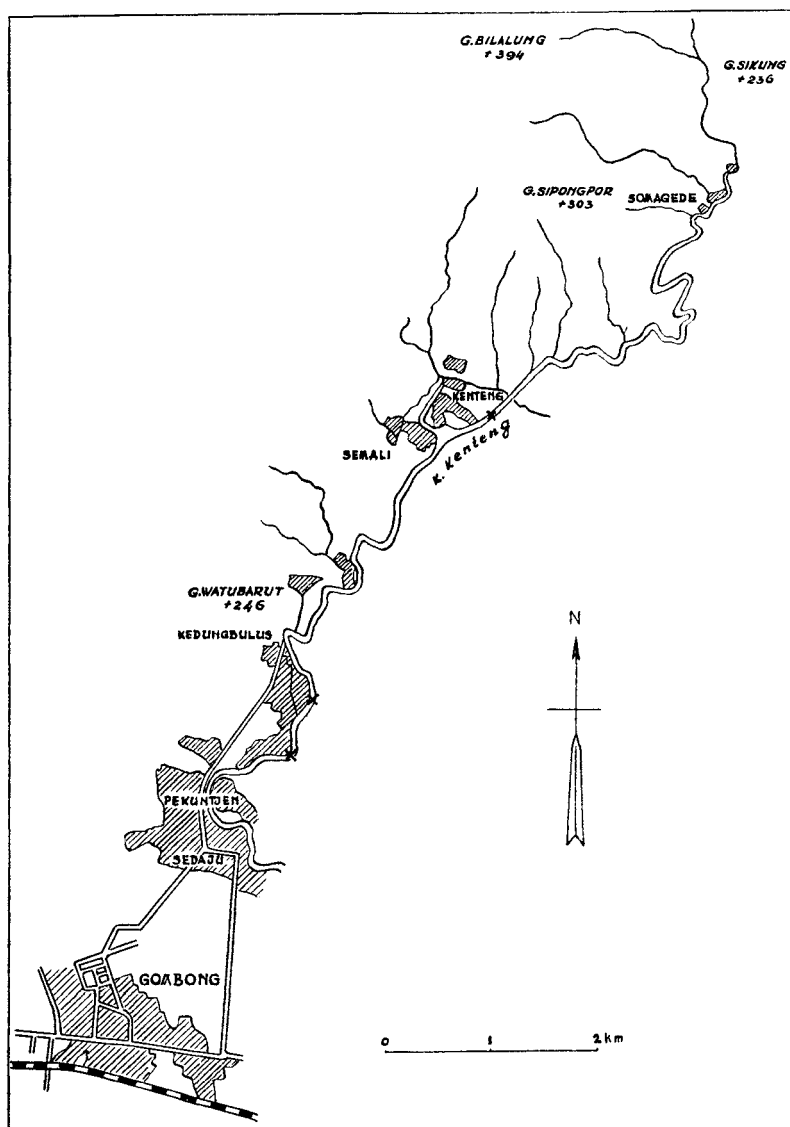 G.BILALUNG
+394
G.SIKUNG
+236
G.SIPONGPOR
+303
SOMAGEDE
KENTENG
SEMALI
K. Kenteng
G.WATUBARUT
+246
KEDUNGBULUS
N
PEKUNTJEN
SEDAJU
GOMBONG
0 1 2 km